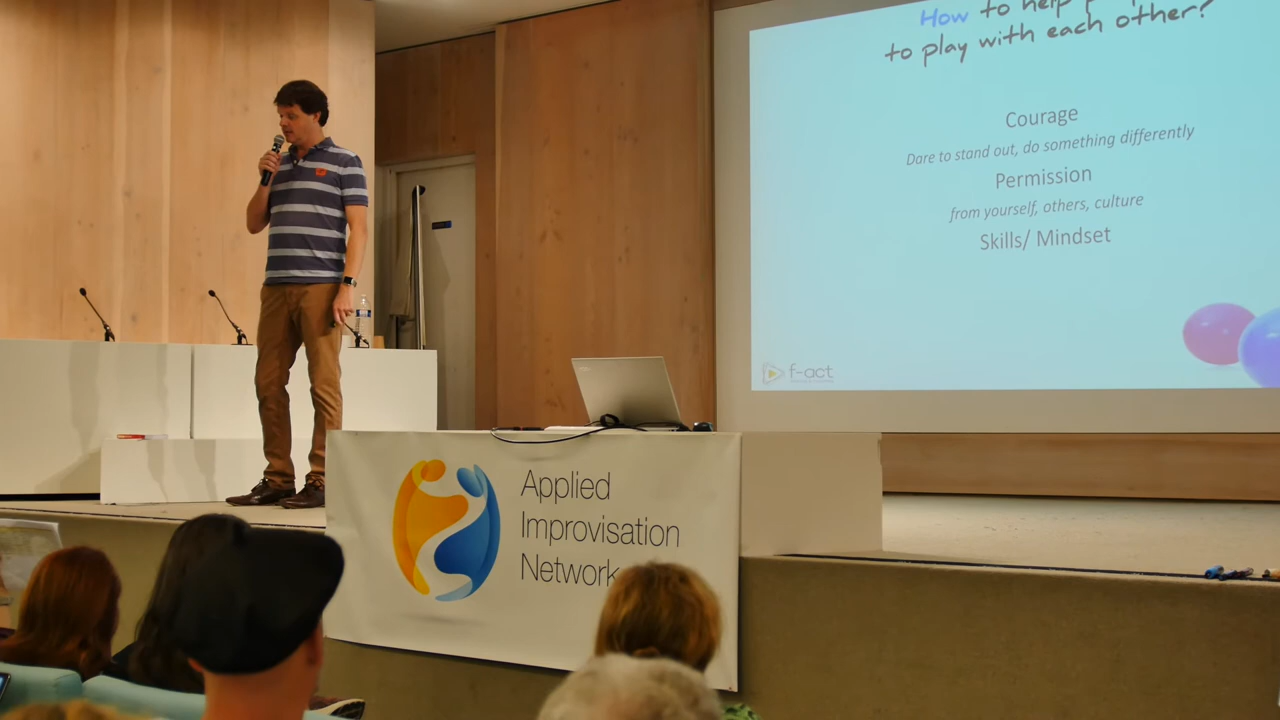 How to help
to play with each other?
Courage
Dare to stand out, do something differently
Permission
from yourself, others, culture
Skills/ Mindset
f-act
Applied
Improvisation
Network